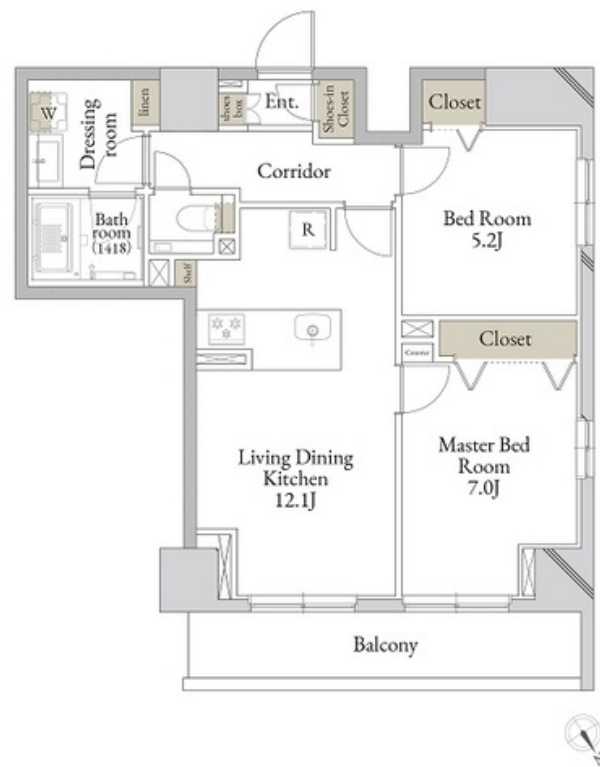 W
Dressing
room
linen
shoes
box
Ent.
Shoes-in
Closet
Closet
Corridor
Bed Room
5.2J
Bath
room
(1418)
Shelf
R
Closet
Counter
Living Dining
Kitchen
12.1J
Master Bed
Room
7.0J
Balcony